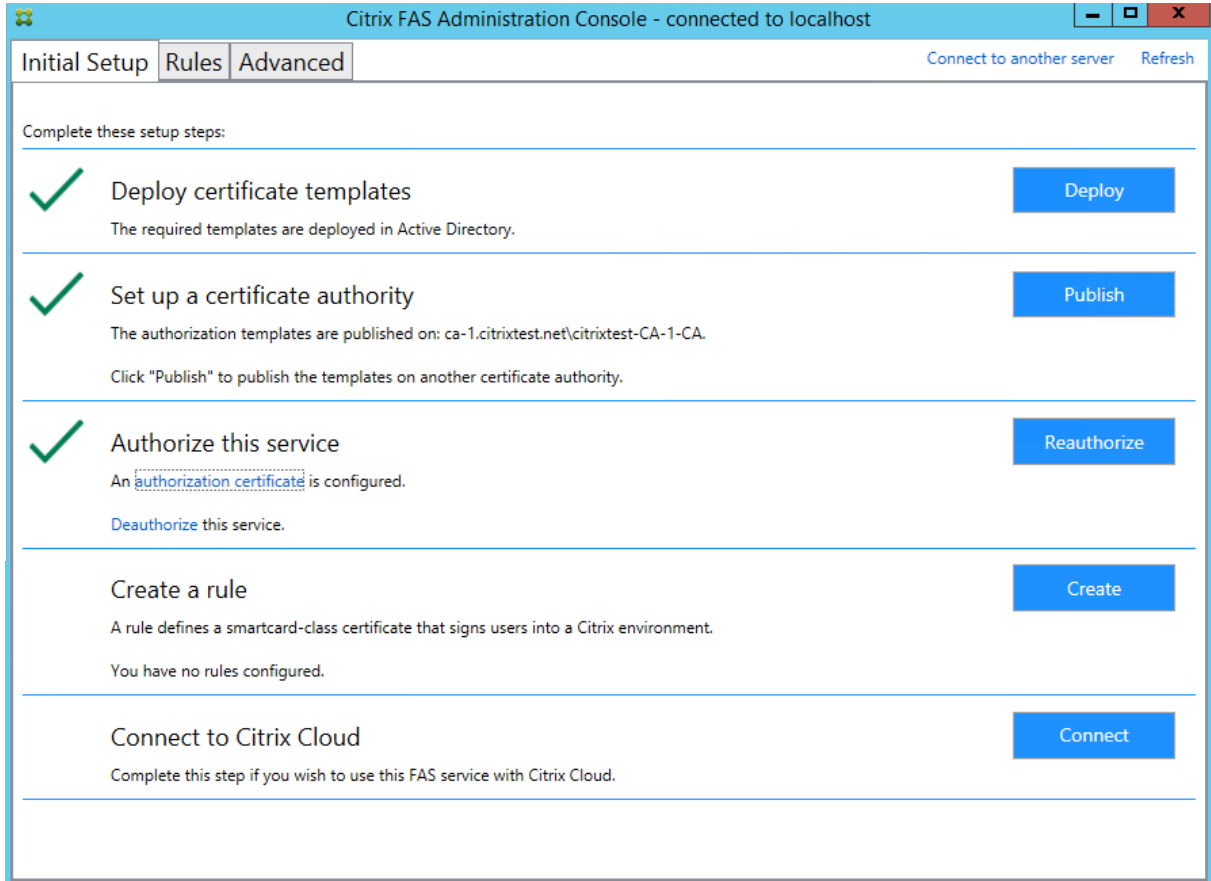 Citrix FAS Administration Console - connected to localhost
Initial Setup Rules Advanced Connect to another server Refresh
Complete these setup steps:
Deploy certificate templates Deploy
The required templates are deployed in Active Directory.
Set up a certificate authority Publish
The authorization templates are published on: ca-1.citrixtest.net\citrixtest-CA-1-CA.
Click "Publish" to publish the templates on another certificate authority.
Authorize this service Reauthorize
An authorization certificate is configured.
Deauthorize this service.
Create a rule Create
A rule defines a smartcard-class certificate that signs users into a Citrix environment.
You have no rules configured.
Connect to Citrix Cloud Connect
Complete this step if you wish to use this FAS service with Citrix Cloud.